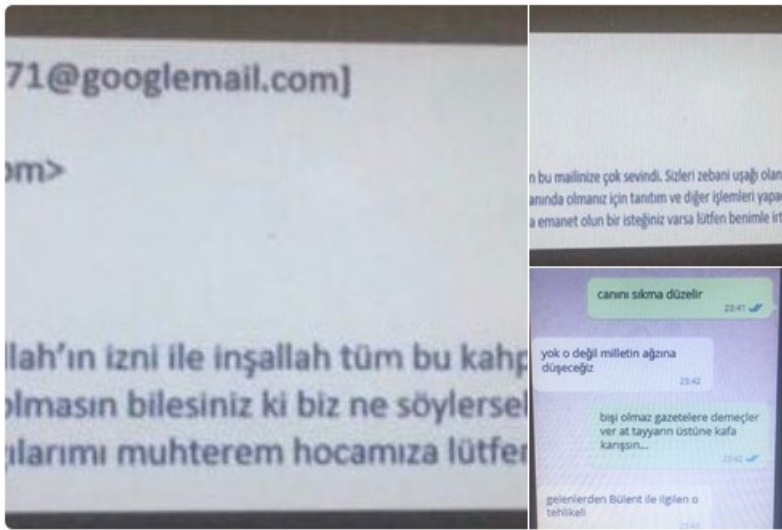 71@googlemail.com]
om>
llah'ın izni ile inşallah tüm bu kahp
olmasın bilesiniz ki biz ne söylersel
gılarımı muhterem hocamıza lütfer
n bu mailinize çok sevindi. Sizleri zebani uşağı olan
anında olmanız için tanıtım ve diğer işlemleri yapa
a emanet olun bir isteğiniz varsa lütfen benimle irt
canını sıkma düzelir
23:41
yok o değil milletin ağzına
düşeceğiz
23:42
bişi olmaz gazetelere demeçler
ver at tayyarın üstüne kafa
karışsın...
23:42
gelenlerden Bülent ile ilgilen o
tehlikeli